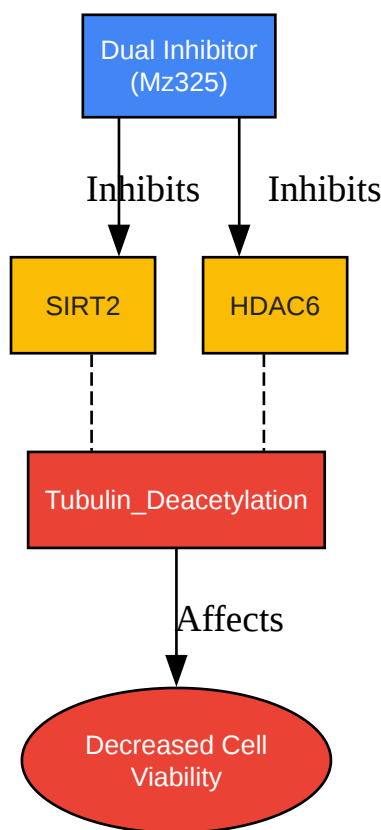 Dual Inhibitor
(Mz325)
Inhibits
Inhibits
SIRT2
HDAC6
Tubulin_Deacetylation
Affects
Decreased Cell
Viability